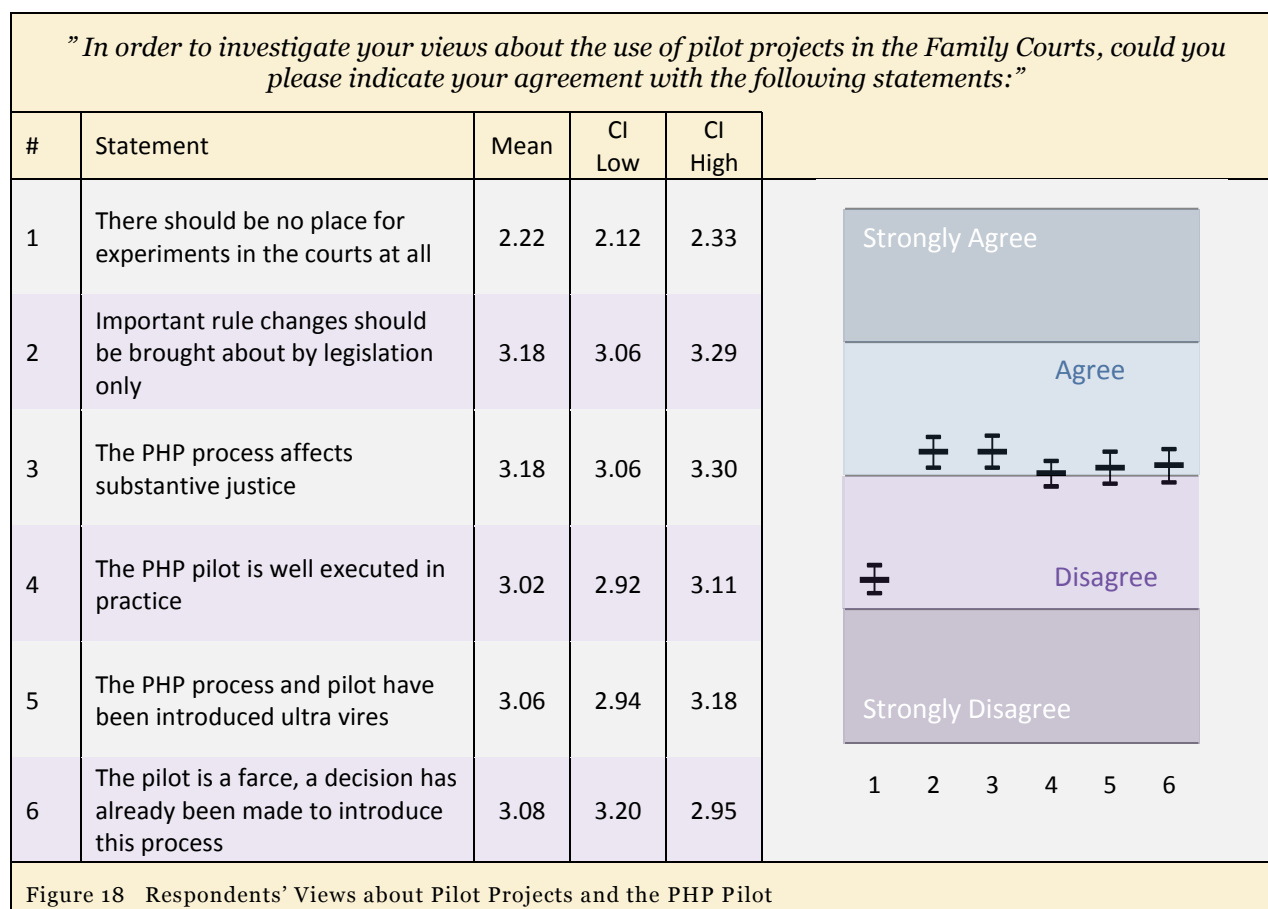 ” In order to investigate your views about the use of pilot projects in the Family Courts, could you
please indicate your agreement with the following statements:”
# Statement Mean CI Low CI High
1 There should be no place for
experiments in the courts at all 2.22 2.12 2.33
2 Important rule changes should
be brought about by legislation
only 3.18 3.06 3.29
3 The PHP process affects
substantive justice 3.18 3.06 3.30
4 The PHP pilot is well executed in
practice 3.02 2.92 3.11
5 The PHP process and pilot have
been introduced ultra vires 3.06 2.94 3.18
6 The pilot is a farce, a decision has
already been made to introduce
this process 3.08 3.20 2.95
Strongly Agree
Agree
Disagree
Strongly Disagree
1 2 3 4 5 6
Figure 18 Respondents’ Views about Pilot Projects and the PHP Pilot